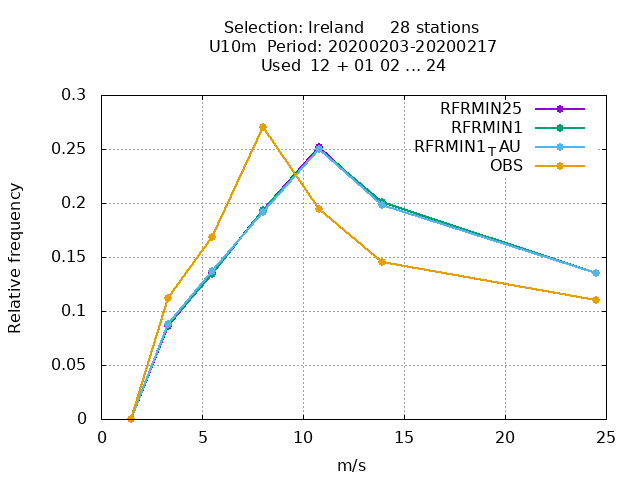 Selection: Ireland     28 stations
U10m  Period: 20200203-20200217
Used  12 + 01 02 ... 24
0.3
0.25
0.2
0.15
0.1
0.05
0
Relative frequency
RFRMIN25
RFRMIN1
RFRMIN1_TAU
OBS
0 5 10 15 20 25
m/s